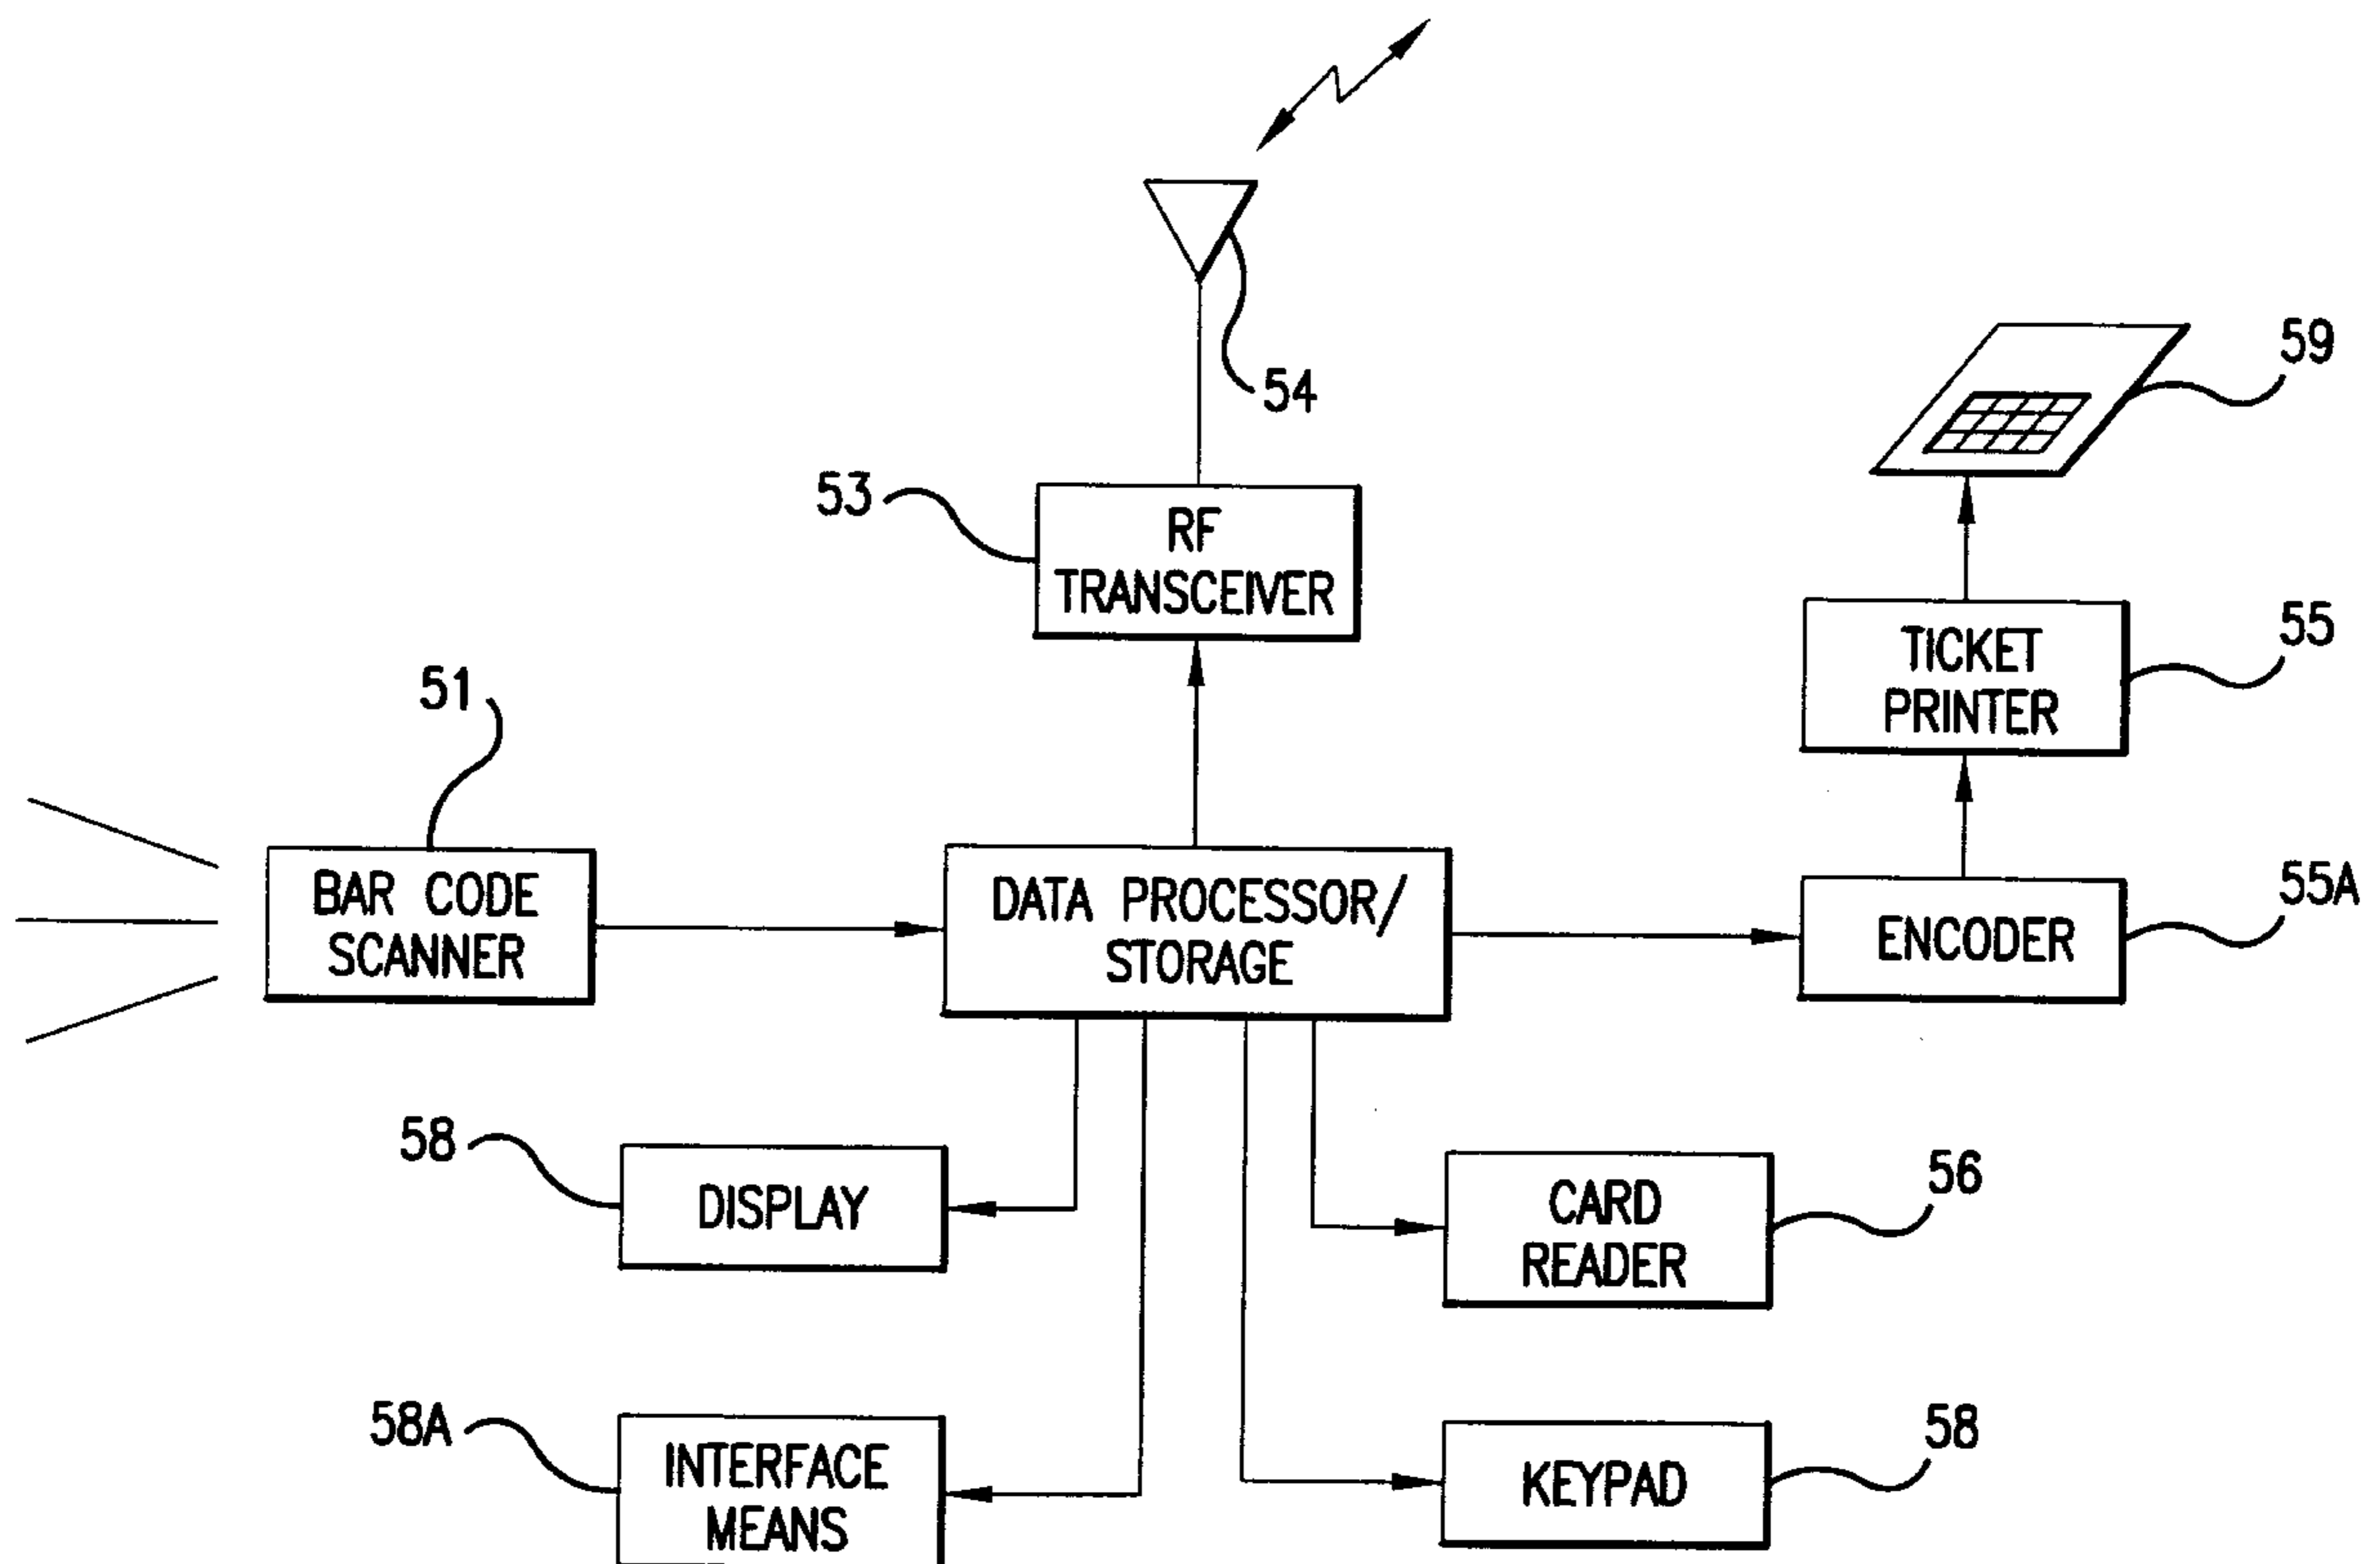 54
59
53
RF
TRANSCEIVER
55
TICKET
PRINTER
51
BAR CODE
SCANNER
DATA PROCESSOR/
STORAGE
55A
ENCODER
58
DISPLAY
56
CARD
READER
58A
INTERFACE
MEANS
58
KEYPAD